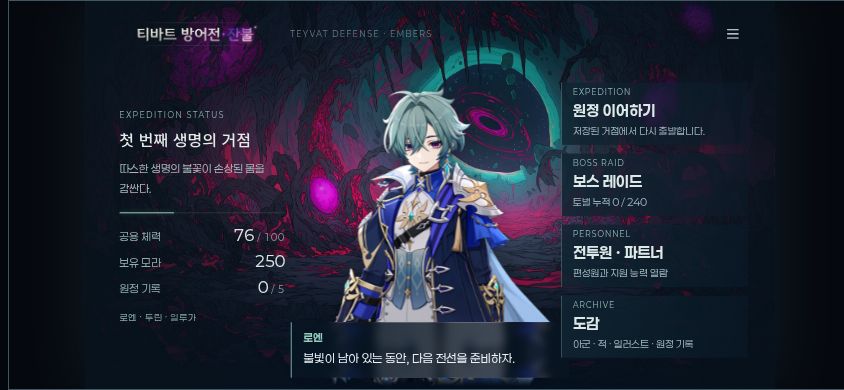 티바트 방어전·잔불
TEYVAT DEFENSE · EMBERS
EXPEDITION STATUS
첫 번째 생명의 거점
따스한 생명의 불꽃이 손상된 몸을
감싼다.
공용 체력 76 / 100
보유 모라 250
원정 기록 0 / 5
로엔 · 두린 · 일루가
EXPEDITION
원정 이어하기
저장된 거점에서 다시 출발합니다.
BOSS RAID
보스 레이드
토벌 누적 0 / 240
PERSONNEL
전투원 · 파트너
편성원과 지원 능력 열람
ARCHIVE
도감
아군 · 적 · 일러스트 · 원정 기록
로엔
불빛이 남아 있는 동안, 다음 전선을 준비하자.